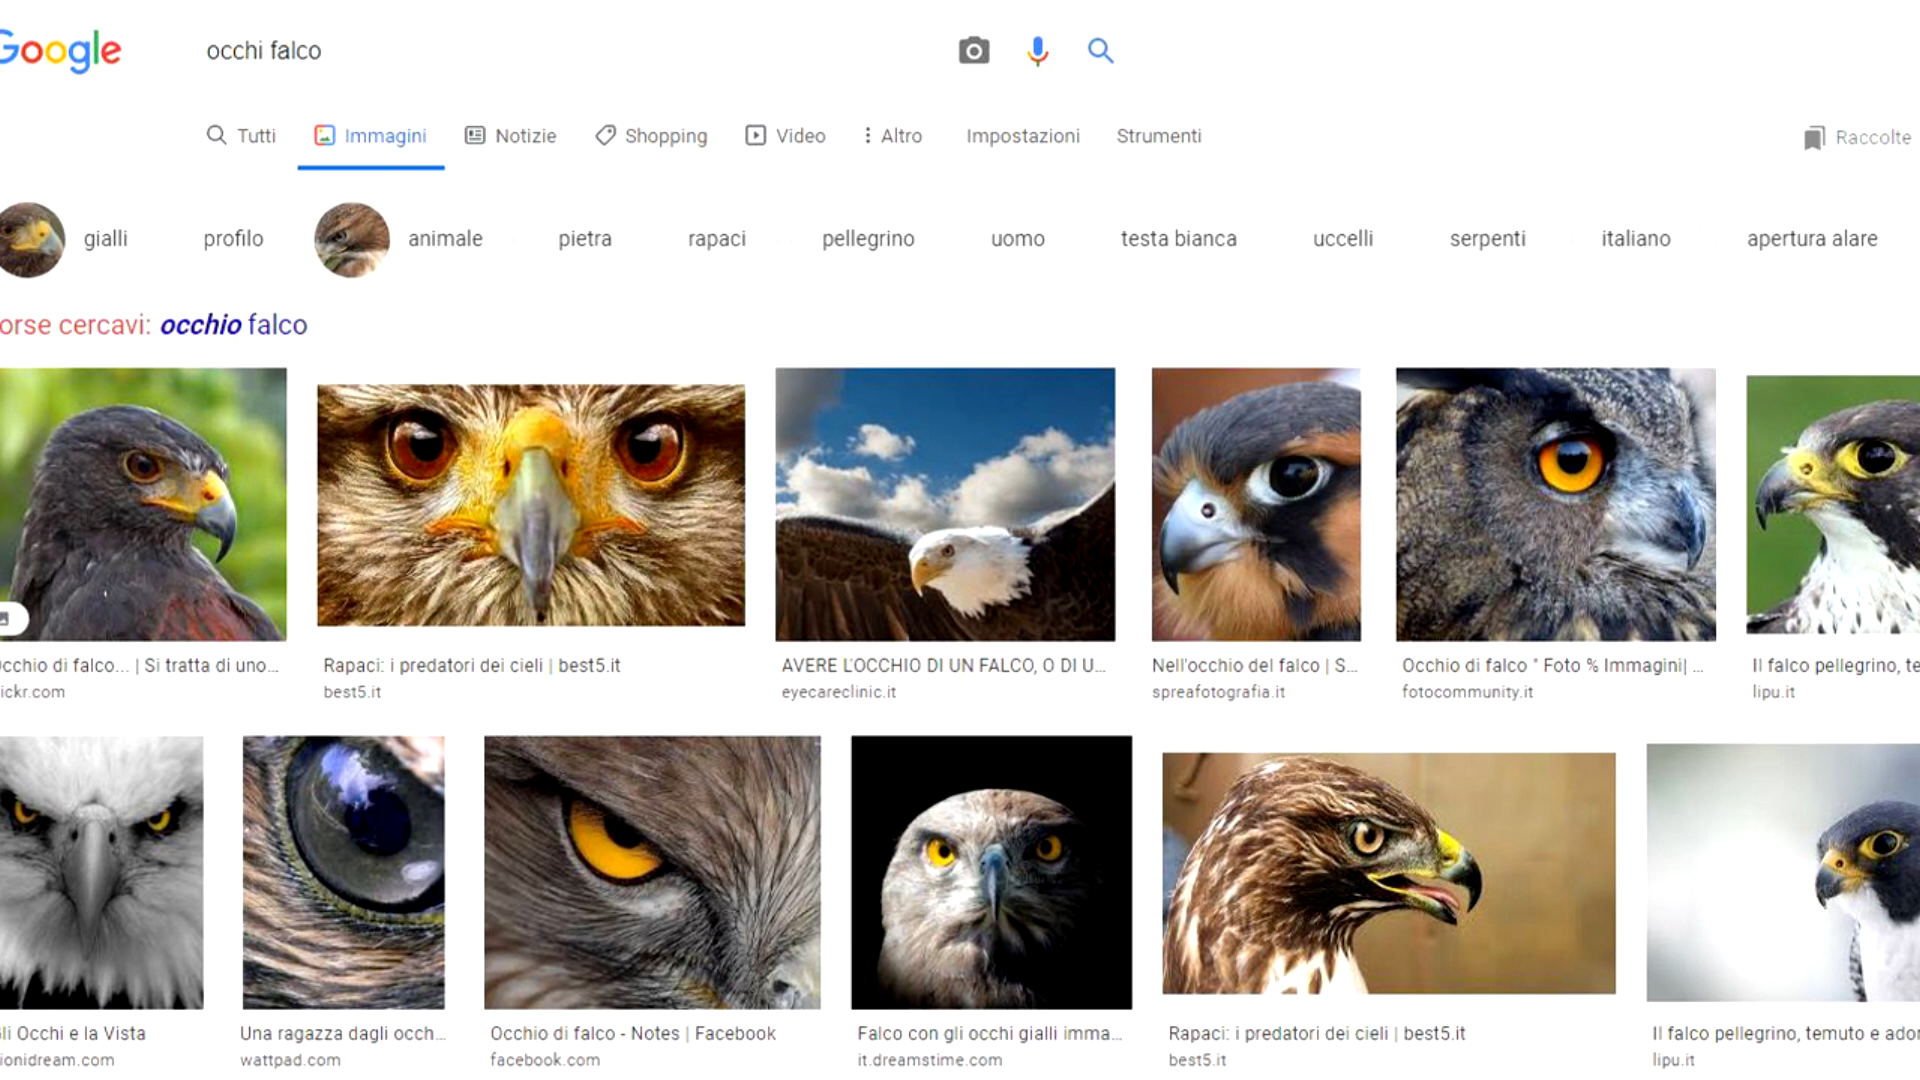 Google
occhi falco
Tutti Immagini Notizie Shopping Video Altro Impostazioni Strumenti Raccolte
gialli profilo animale pietra rapaci pellegrino uomo testa bianca uccelli serpenti italiano apertura alare
orse cercavi: occhio falco
cchio di falco... | Si tratta di uno...
ickr.com
Rapaci: i predatori dei cieli | best5.it
best5.it
AVERE L'OCCHIO DI UN FALCO, O DI U...
eyecareclinic.it
Nell'occhio del falco | S...
spreafotografia.it
Occhio di falco " Foto % Immagini| ...
fotocommunity.it
Il falco pellegrino, te
lipu.it
li Occhi e la Vista
ionidream.com
Una ragazza dagli occh...
wattpad.com
Occhio di falco - Notes | Facebook
facebook.com
Falco con gli occhi gialli imma...
it.dreamstime.com
Rapaci: i predatori dei cieli | best5.it
best5.it
Il falco pellegrino, temuto e ador
lipu.it